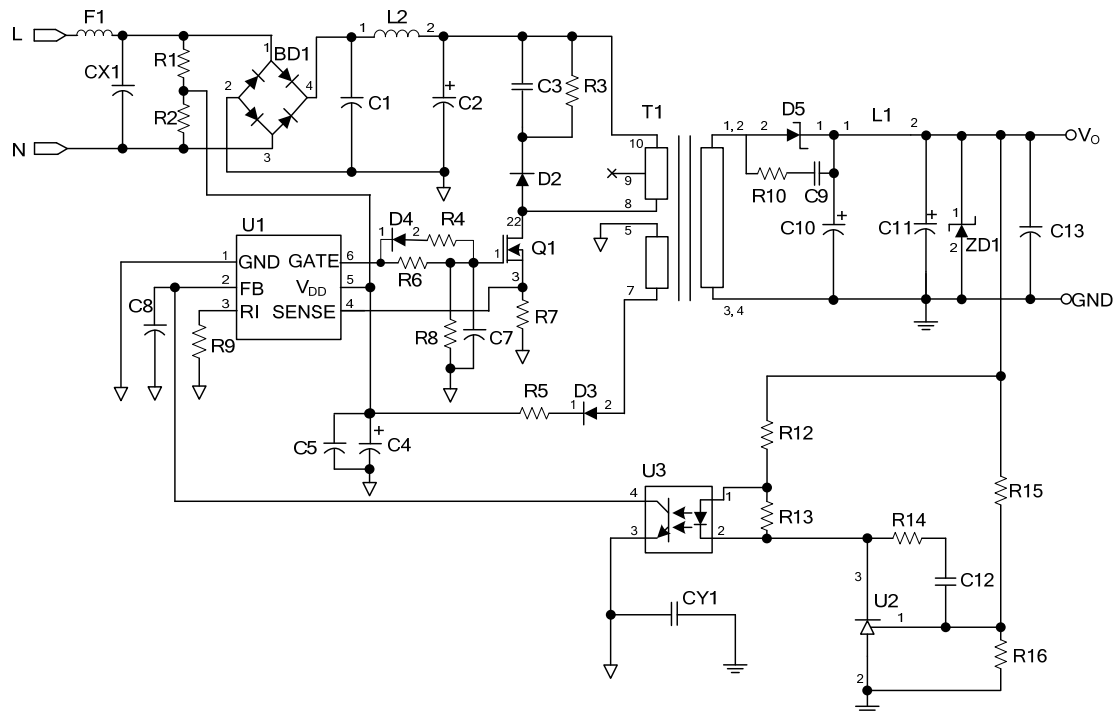 F1
L
CX1
R1
R2
N
1
BD1
2
4
3
1
L2
2
C1
+
C2
C3
R3
D2
T1
10
9
8
5
7
1, 2
3, 4
2
D5
1
1
L1
2
V_O
R10
C9
C10
+
C11
+
1
2
ZD1
C13
GND
U1
1
GND
GATE
6
2
FB
V_DD
5
3
RI
SENSE
4
C8
R9
D4
1
2
R4
R6
22
1
Q1
3
R8
C7
R7
R5
D3
1
2
C5
+
C4
U3
4
3
1
2
R12
R13
R14
C12
R15
R16
3
U2
1
2
CY1